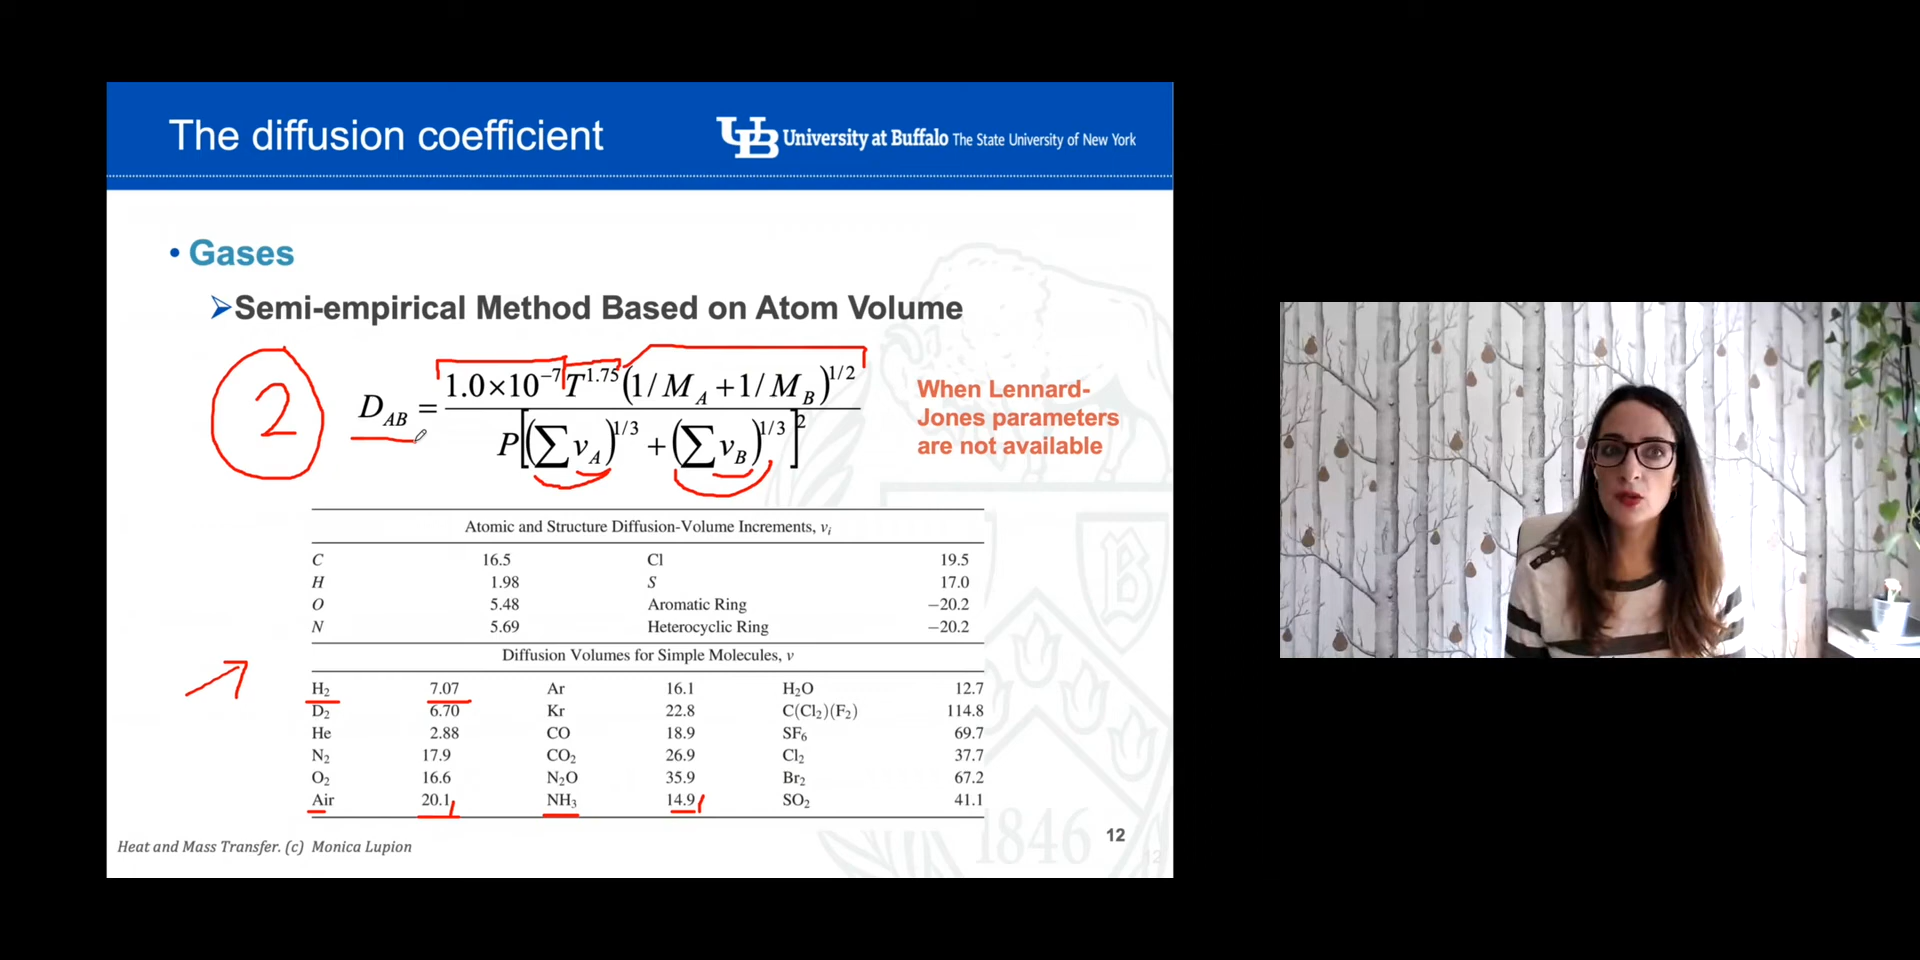 The diffusion coefficient
UB University at Buffalo The State University of New York
• Gases
➢Semi-empirical Method Based on Atom Volume
2
D_AB = 1.0×10⁻⁷T^1.75(1/M_A+1/M_B)^1/2 / P[(∑v_A)^1/3 + (∑v_B)^1/3]^2
When Lennard-
Jones parameters
are not available
Atomic and Structure Diffusion-Volume Increments, vᵢ
C 16.5 Cl 19.5
H 1.98 S 17.0
O 5.48 Aromatic Ring −20.2
N 5.69 Heterocyclic Ring −20.2
Diffusion Volumes for Simple Molecules, v
H₂ 7.07 Ar 16.1 H₂O 12.7
D₂ 6.70 Kr 22.8 C(Cl₂)(F₂) 114.8
He 2.88 CO 18.9 SF₆ 69.7
N₂ 17.9 CO₂ 26.9 Cl₂ 37.7
O₂ 16.6 N₂O 35.9 Br₂ 67.2
Air 20.1 NH₃ 14.9 SO₂ 41.1
1846
12
12
Heat and Mass Transfer. (c) Monica Lupion
B